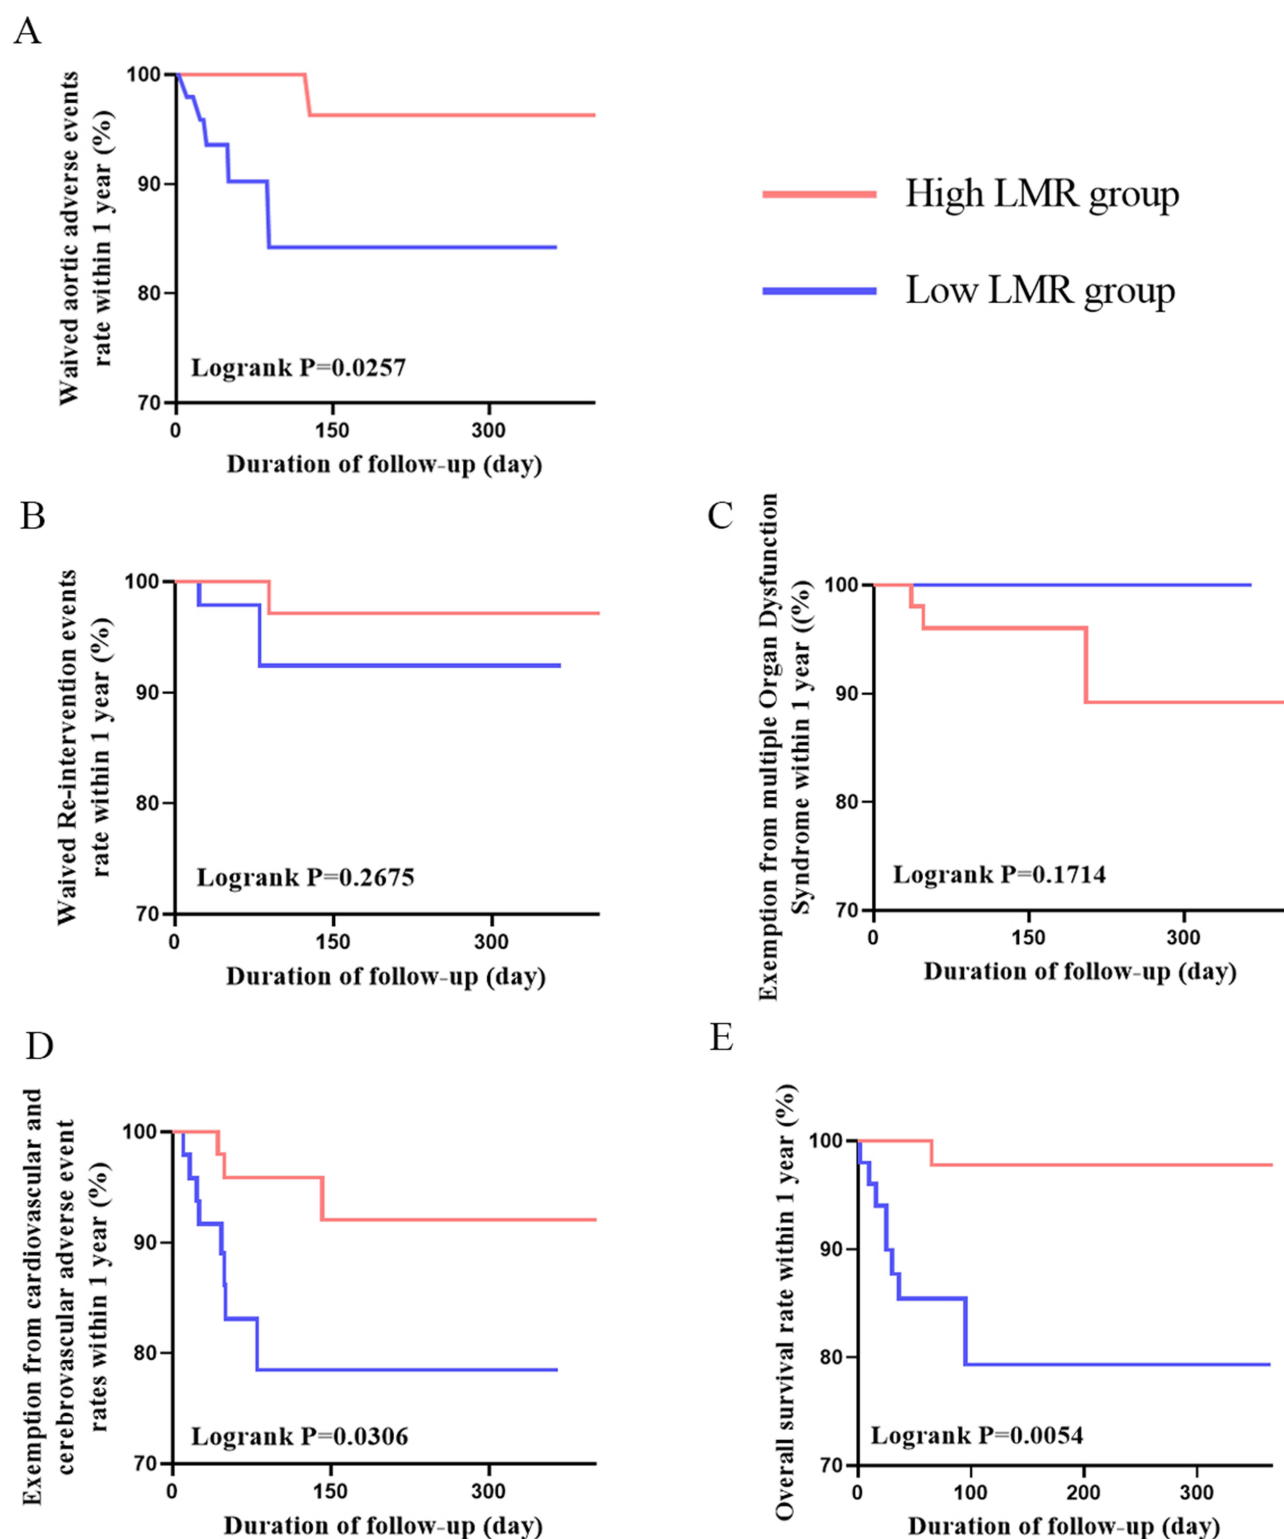 A
Waived aortic adverse events
rate within 1 year (%)
100
90
80
70
Logrank P=0.0257
0 150 300
Duration of follow-up (day)
High LMR group
Low LMR group
B
Waived Re-intervention events
rate within 1 year (%)
100
90
80
70
Logrank P=0.2675
0 150 300
Duration of follow-up (day)
C
Exemption from multiple Organ Dysfunction
Syndrome within 1 year ((%)
100
90
80
70
Logrank P=0.1714
0 150 300
Duration of follow-up (day)
D
Exemption from cardiovascular and
cerebrovascular adverse event
rates within 1 year (%)
100
90
80
70
Logrank P=0.0306
0 150 300
Duration of follow-up (day)
E
Overall survival rate within 1 year (%)
100
90
80
70
Logrank P=0.0054
0 100 200 300
Duration of follow-up (day)